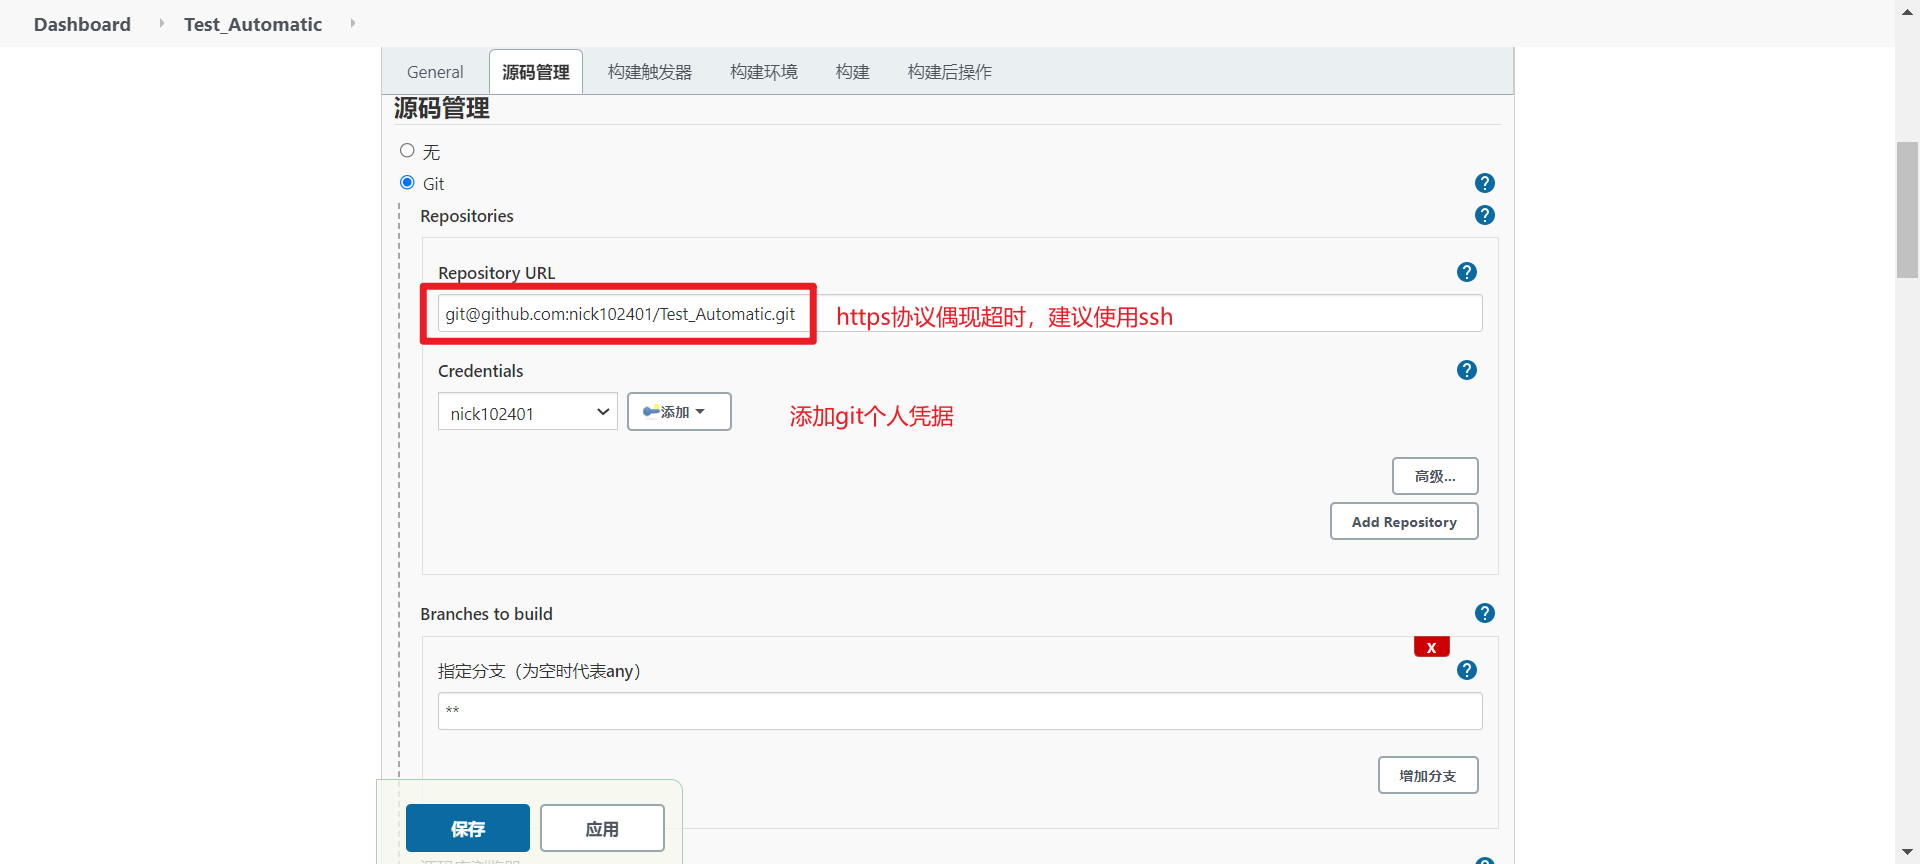 Dashboard Test_Automatic
General 源码管理 构建触发器 构建环境 构建 构建后操作
源码管理
无
Git
Repositories
Repository URL
git@github.com:nick102401/Test_Automatic.git https协议偶现超时，建议使用ssh
Credentials
nick102401 添加 添加git个人凭据
高级...
Add Repository
Branches to build
X
指定分支（为空时代表any）
**
增加分支
保存 应用